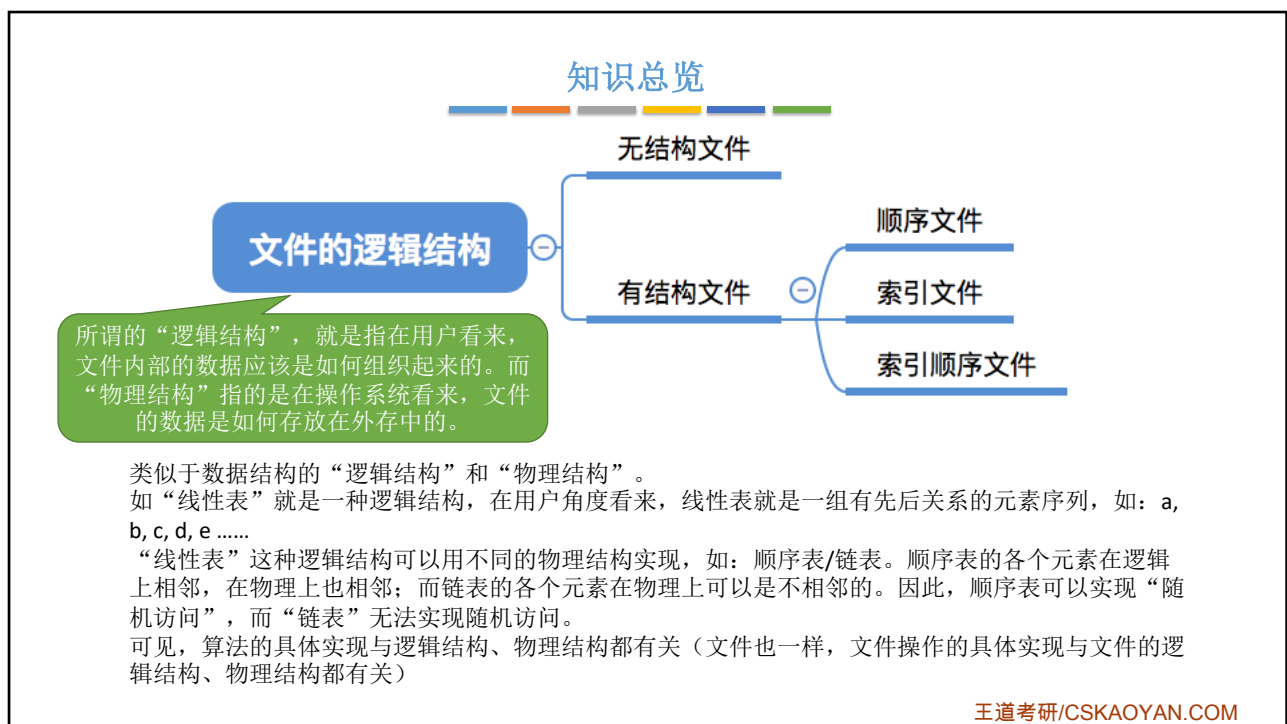 知识总览
无结构文件
顺序文件
文件的逻辑结构
有结构文件
索引文件
索引顺序文件
所谓的“逻辑结构”，就是指在用户看来，
文件内部的数据应该是如何组织起来的。而
“物理结构”指的是在操作系统看来，文件
的数据是如何存放在外存中的。
类似于数据结构的“逻辑结构”和“物理结构”。
如“线性表”就是一种逻辑结构，在用户角度看来，线性表就是一组有先后关系的元素序列，如：a,
b, c, d, e ……
“线性表”这种逻辑结构可以用不同的物理结构实现，如：顺序表/链表。顺序表的各个元素在逻辑
上相邻，在物理上也相邻；而链表的各个元素在物理上可以是不相邻的。因此，顺序表可以实现“随
机访问”，而“链表”无法实现随机访问。
可见，算法的具体实现与逻辑结构、物理结构都有关（文件也一样，文件操作的具体实现与文件的逻
辑结构、物理结构都有关）
王道考研/CSKAOYAN.COM